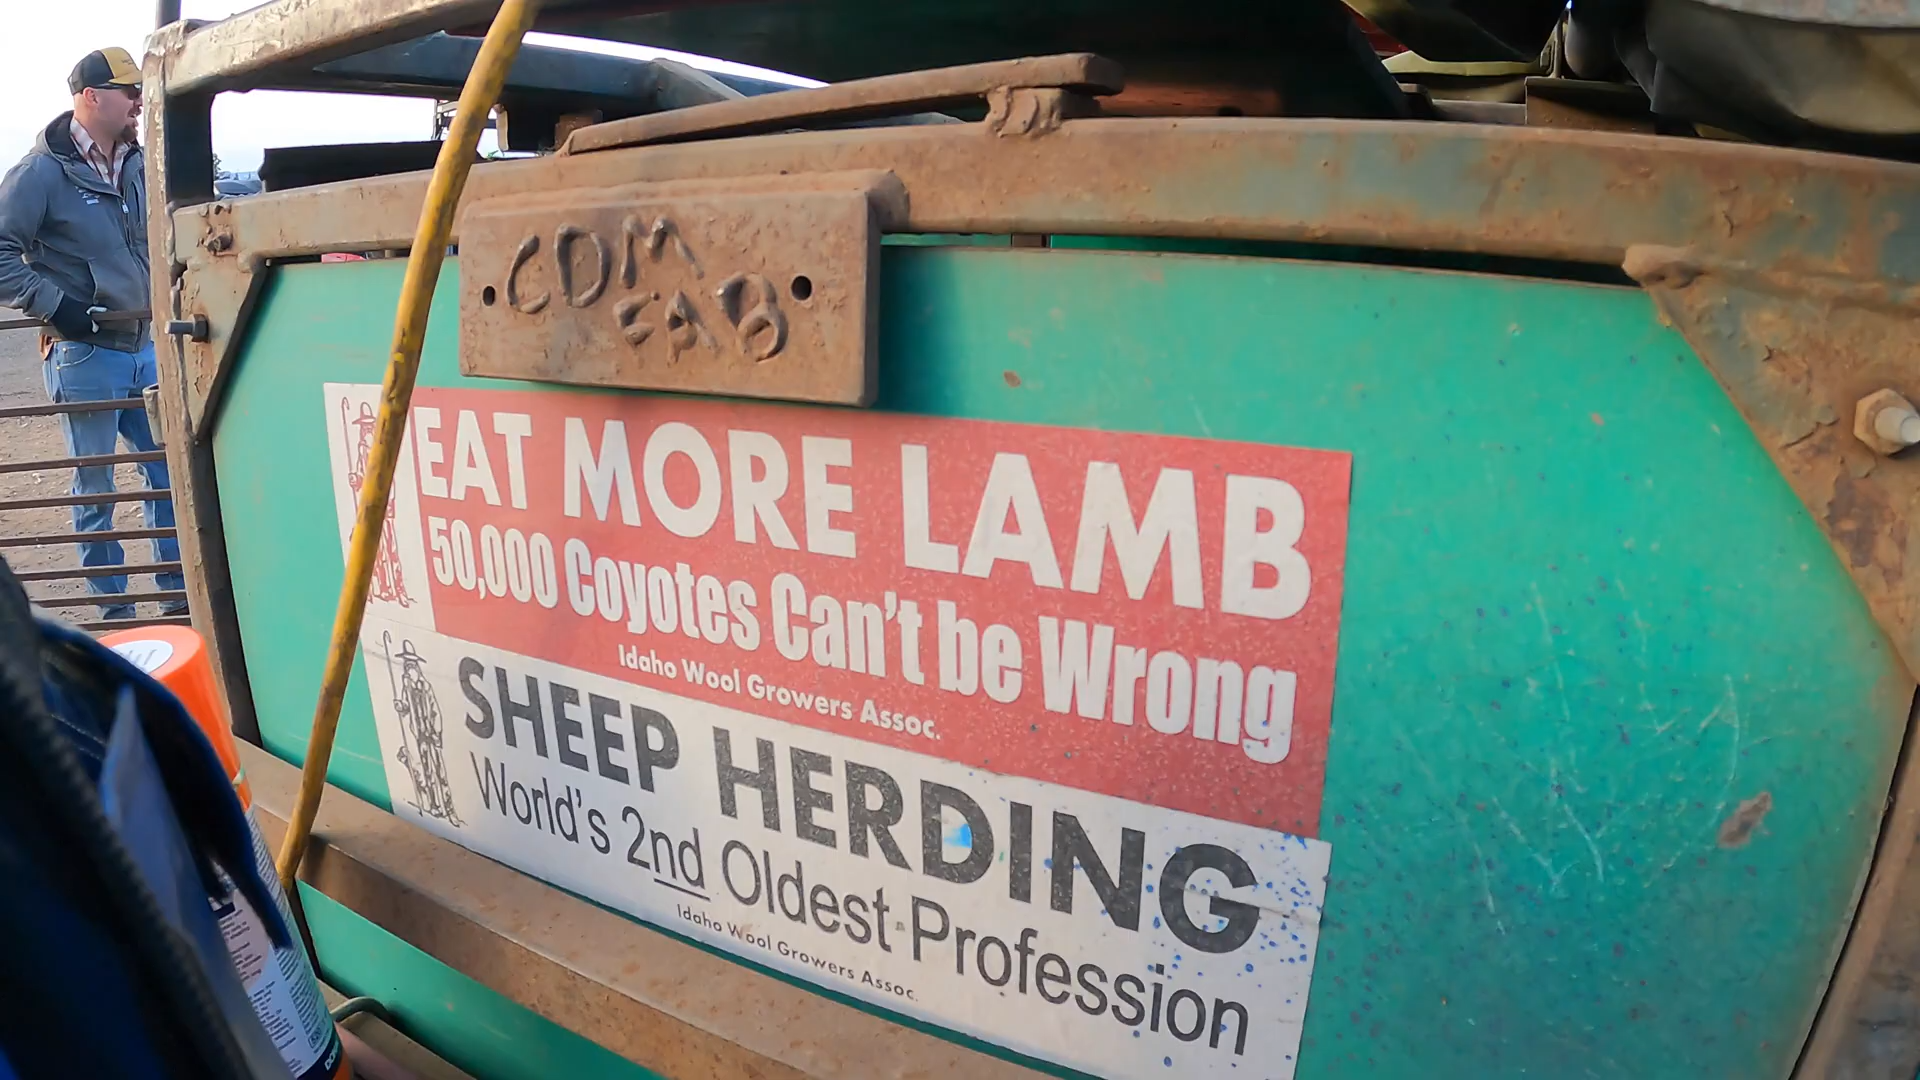 COM
FAB
EAT MORE LAMB
50,000 Coyotes Can't be Wrong
Idaho Wool Growers Assoc.
SHEEP HERDING
World's 2nd Oldest Profession
Idaho Wool Growers Assoc.